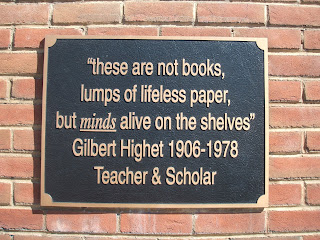 “these are not books,
lumps of lifeless paper,
but minds alive on the shelves”
Gilbert Highet 1906-1978
Teacher & Scholar